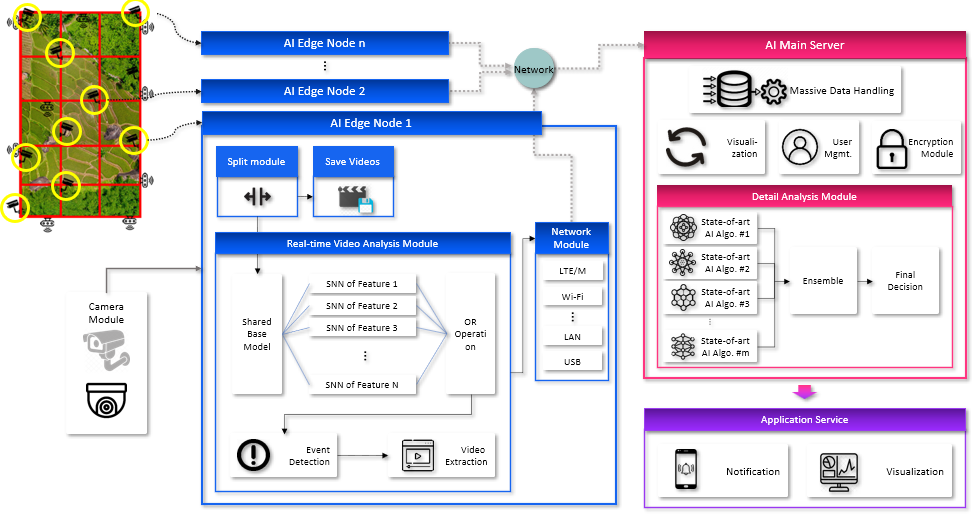 AI Edge Node n
⋮
AI Edge Node 2
AI Edge Node 1
Split module
Save Videos
Real-time Video Analysis Module
Shared
Base
Model
SNN of Feature 1
SNN of Feature 2
SNN of Feature 3
⋮
SNN of Feature N
OR
Operati
on
Event
Detection
Video
Extraction
Camera
Module
Network
Module
LTE/M
Wi-Fi
⋮
LAN
USB
Network
AI Main Server
Massive Data Handling
Visuali-
zation
User
Mgmt.
Encryption
Module
Detail Analysis Module
State-of-art
AI Algo. #1
State-of-art
AI Algo. #2
State-of-art
AI Algo. #3
⋮
State-of-art
AI Algo. #m
Ensemble
Final
Decision
Application Service
Notification
Visualization